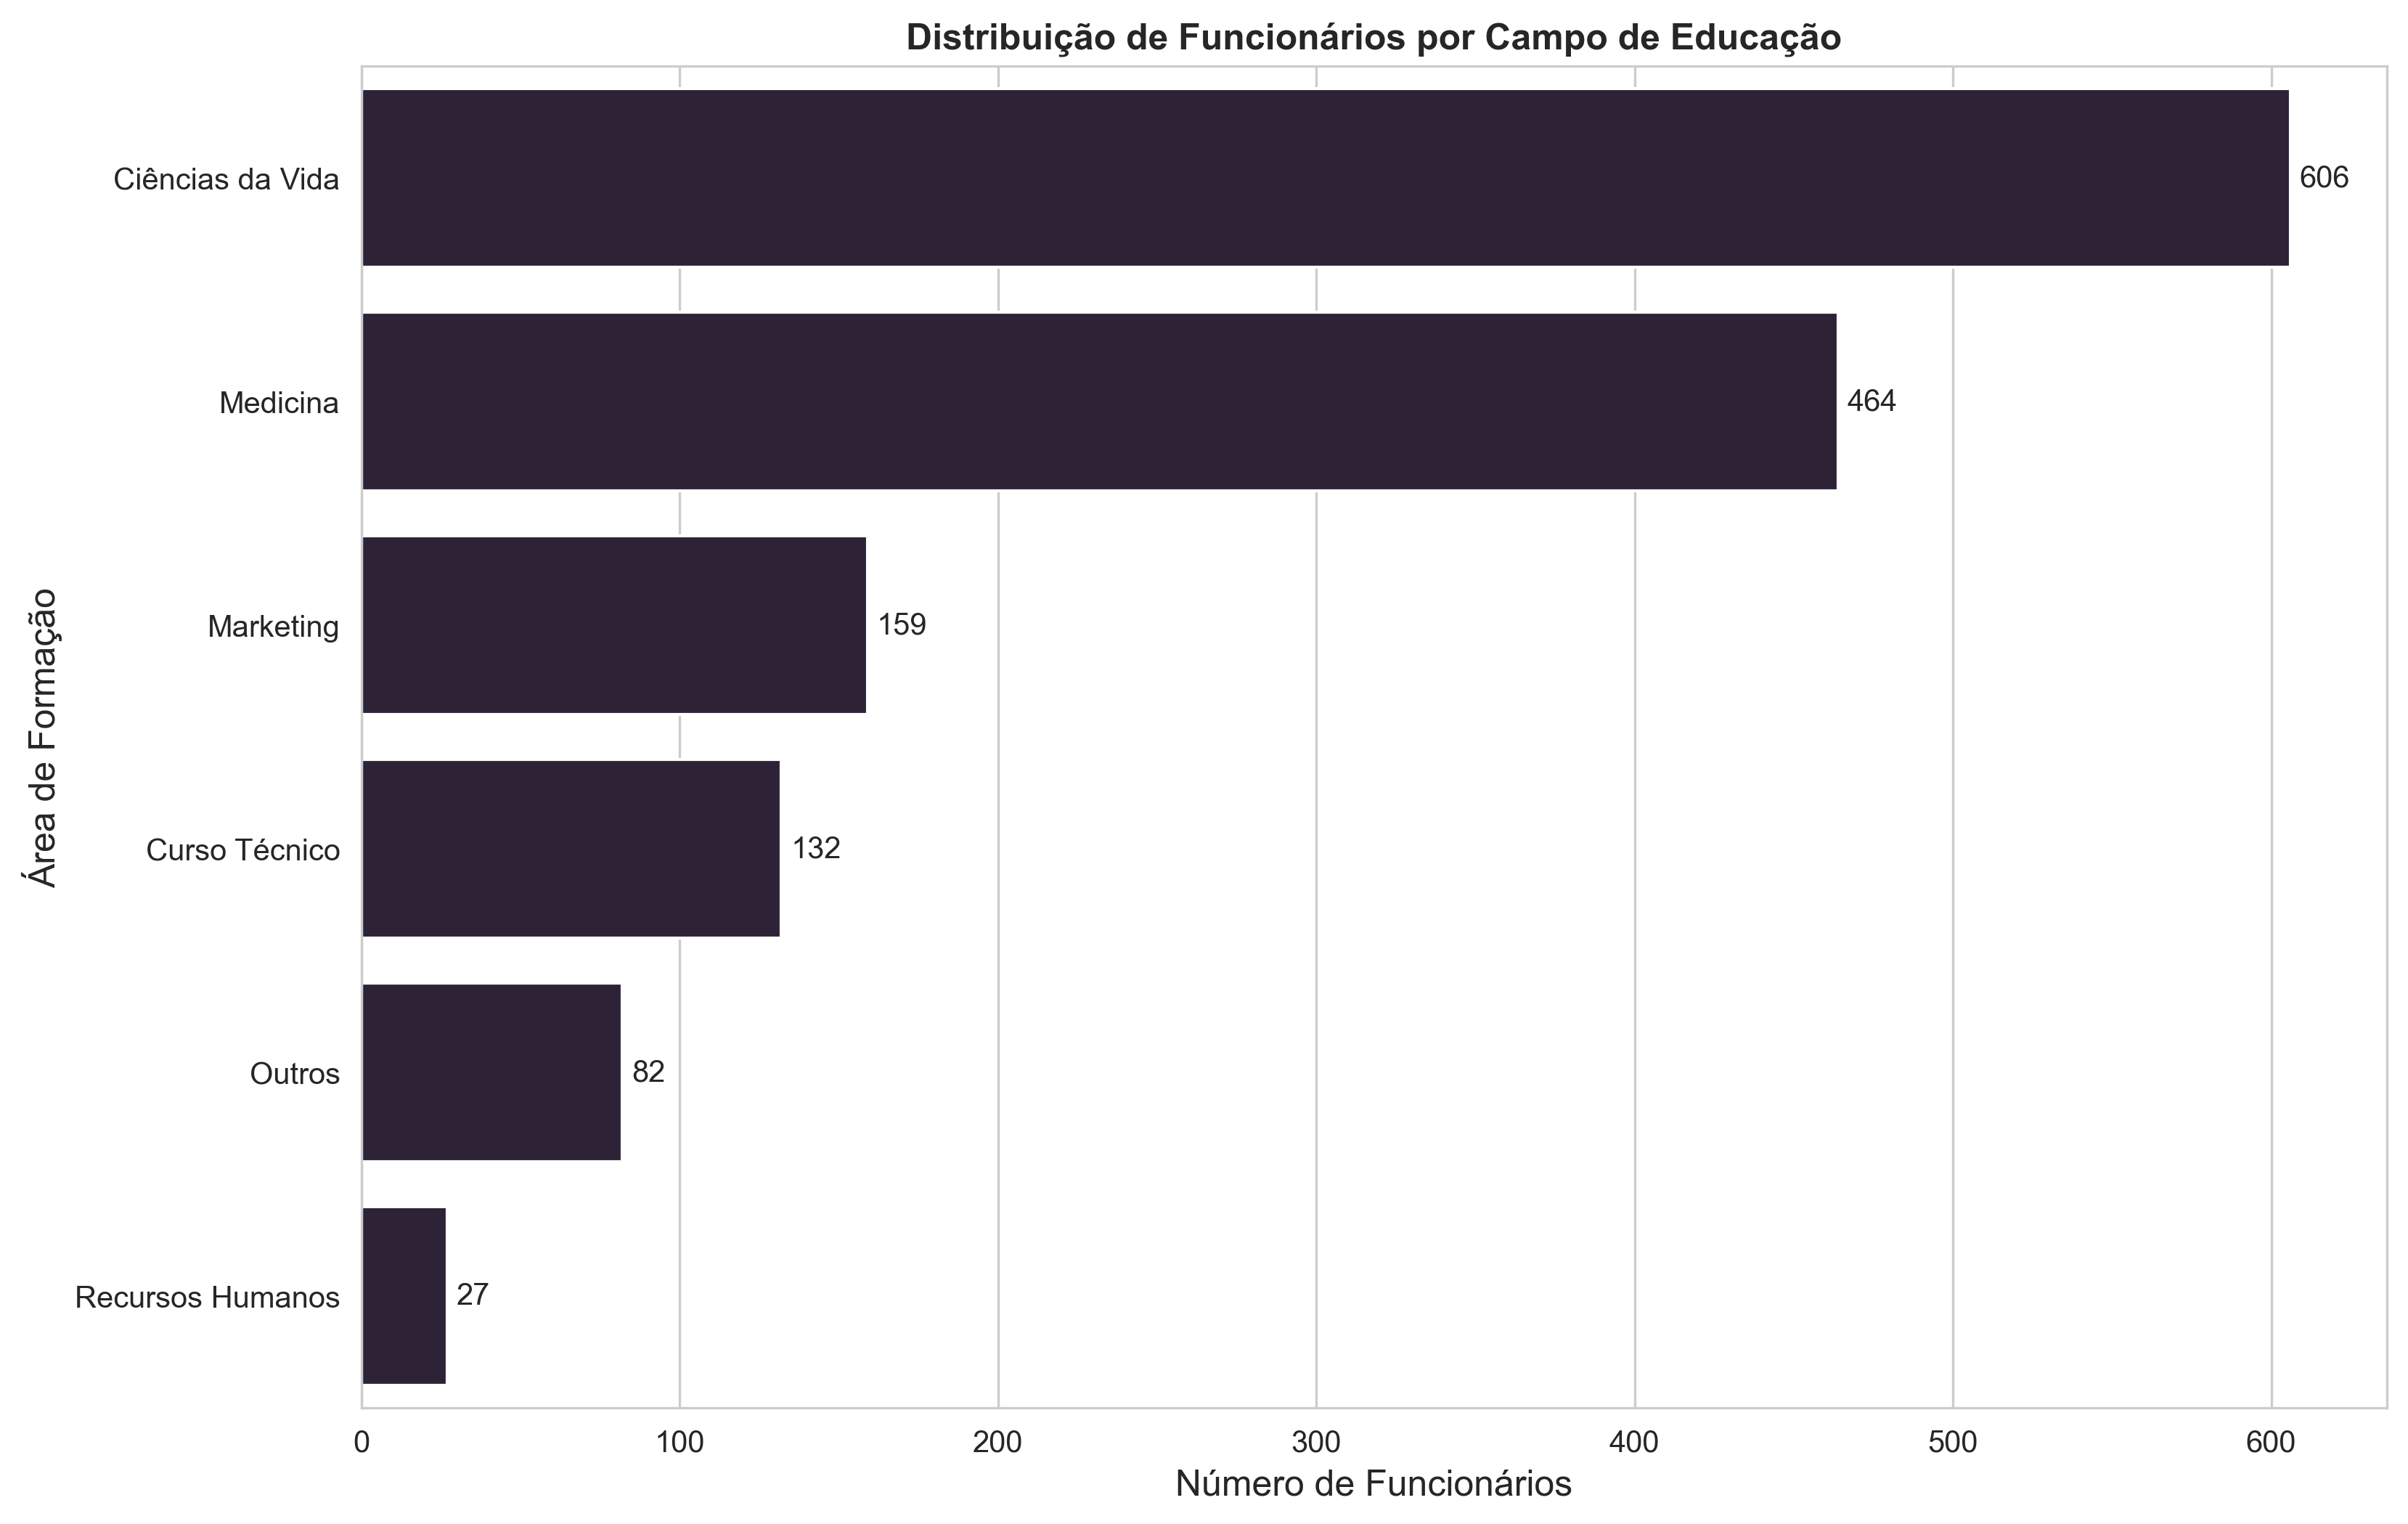 Distribuição de Funcionários por Campo de Educação
Área de Formação
Ciências da Vida
606
Medicina
464
Marketing
159
Curso Técnico
132
Outros
82
Recursos Humanos
27
0 100 200 300 400 500 600
Número de Funcionários